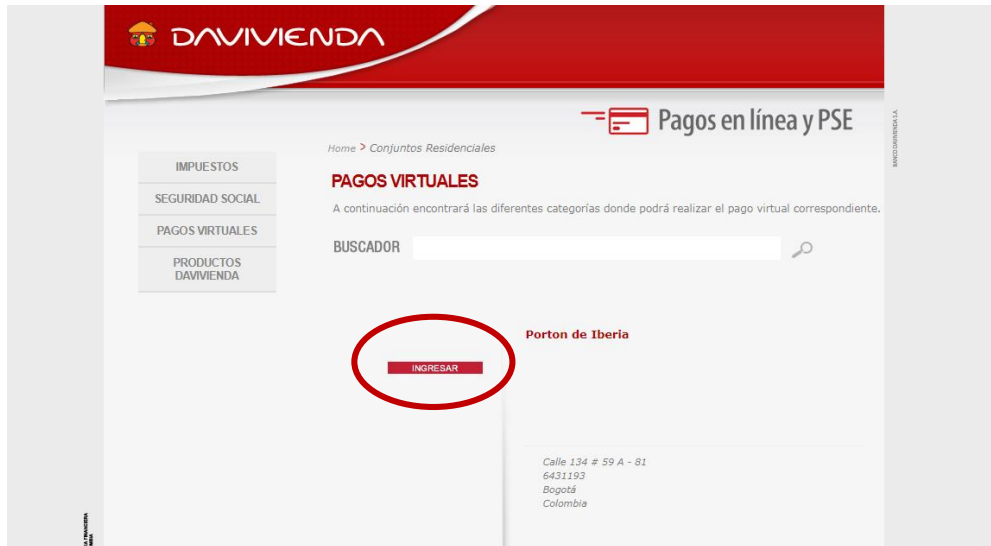 DAVIVIENDA
Pagos en línea y PSE
BANCO DAVIVIENDA S.A.
Home > Conjuntos Residenciales
IMPUESTOS
SEGURIDAD SOCIAL
PAGOS VIRTUALES
PRODUCTOS
DAVIVIENDA
PAGOS VIRTUALES
A continuación encontrará las diferentes categorías donde podrá realizar el pago virtual correspondiente.
BUSCADOR
Porton de Iberia
INGRESAR
Calle 134 # 59 A - 81
6431193
Bogotá
Colombia